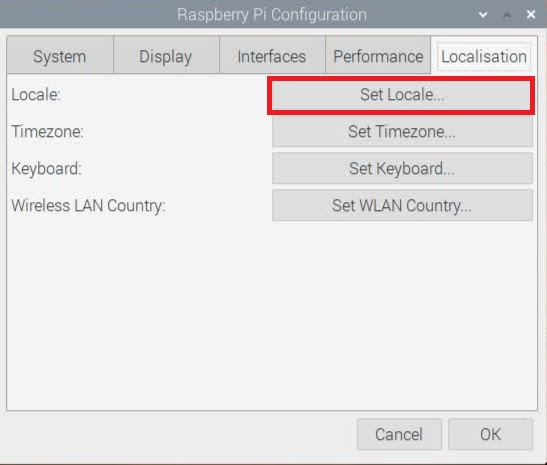 Raspberry Pi Configuration
System Display Interfaces Performance Localisation
Locale: Set Locale...
Timezone: Set Timezone...
Keyboard: Set Keyboard...
Wireless LAN Country: Set WLAN Country...
Cancel OK